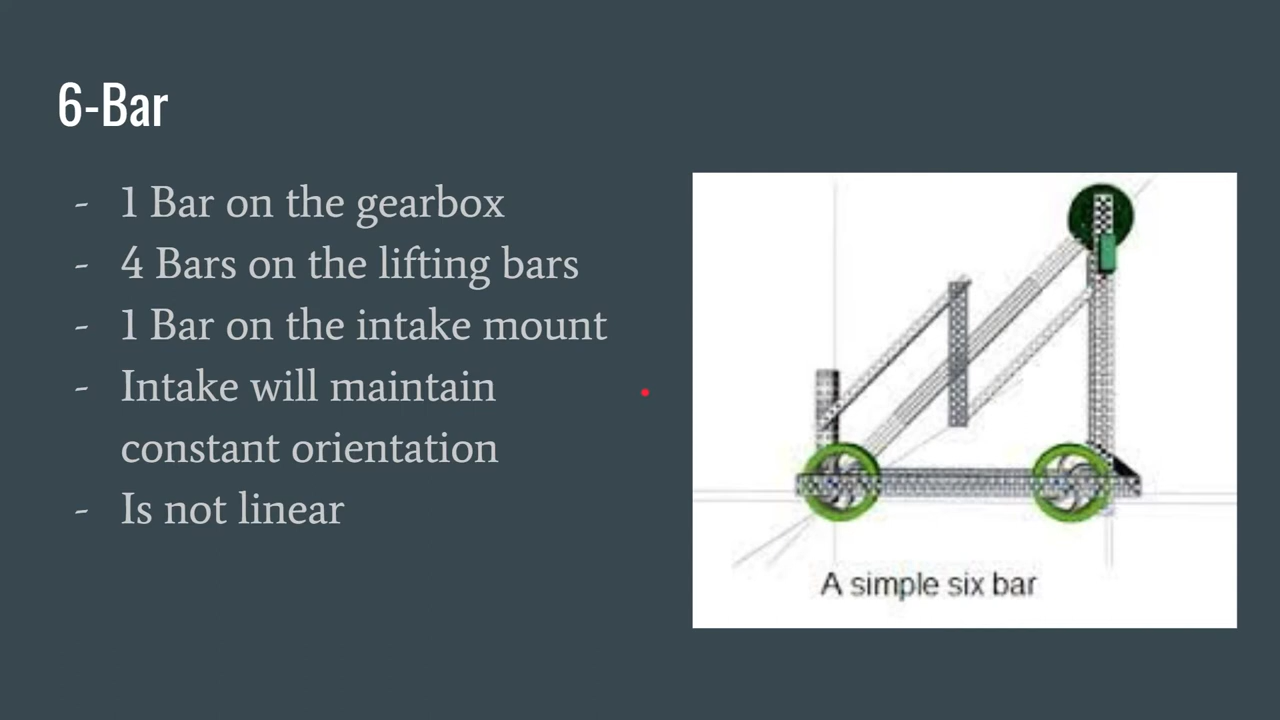 6-Bar
- 1 Bar on the gearbox
- 4 Bars on the lifting bars
- 1 Bar on the intake mount
- Intake will maintain
constant orientation
- Is not linear
A simple six bar